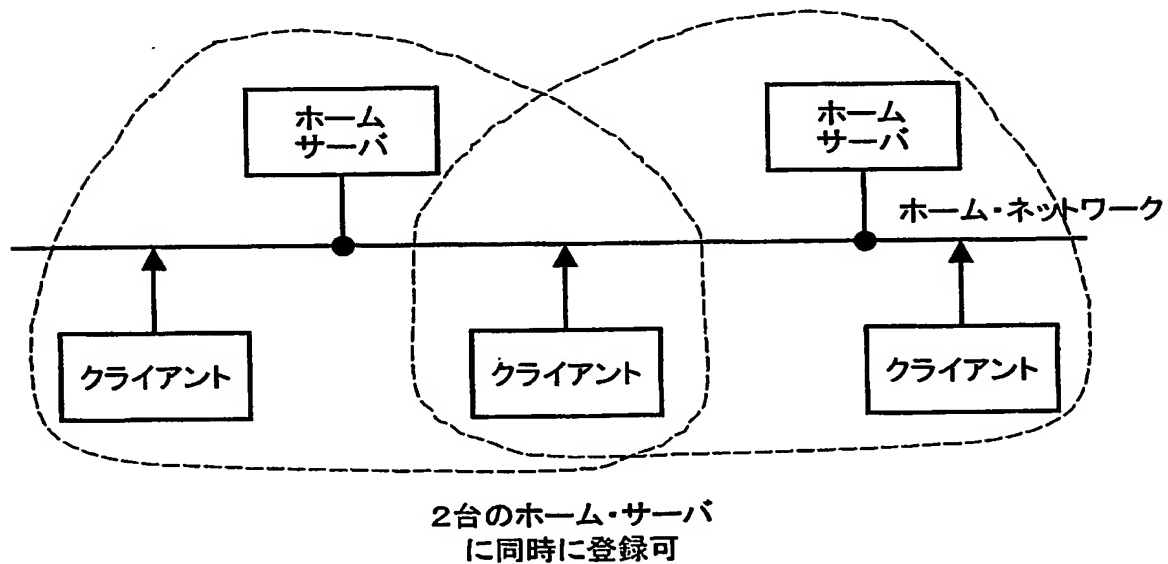 ホーム
サーバ
ホーム
サーバ
ホーム・ネットワーク
クライアント
クライアント
クライアント
2台のホーム・サーバ
に同時に登録可